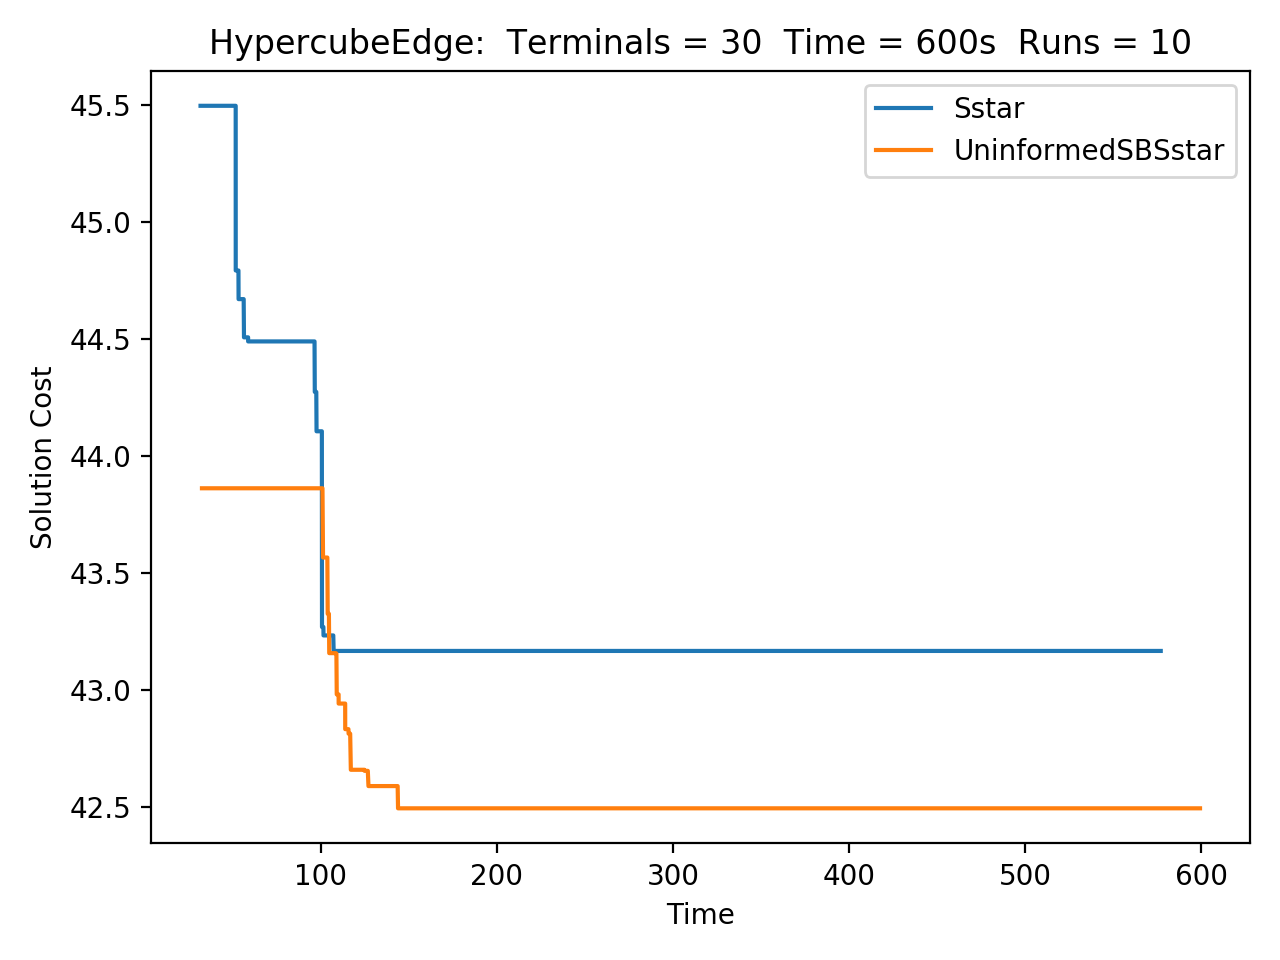 HypercubeEdge:  Terminals = 30  Time = 600s  Runs = 10
Sstar
UninformedSBSstar
45.5
45.0
44.5
44.0
43.5
43.0
42.5
Solution Cost
100 200 300 400 500 600
Time